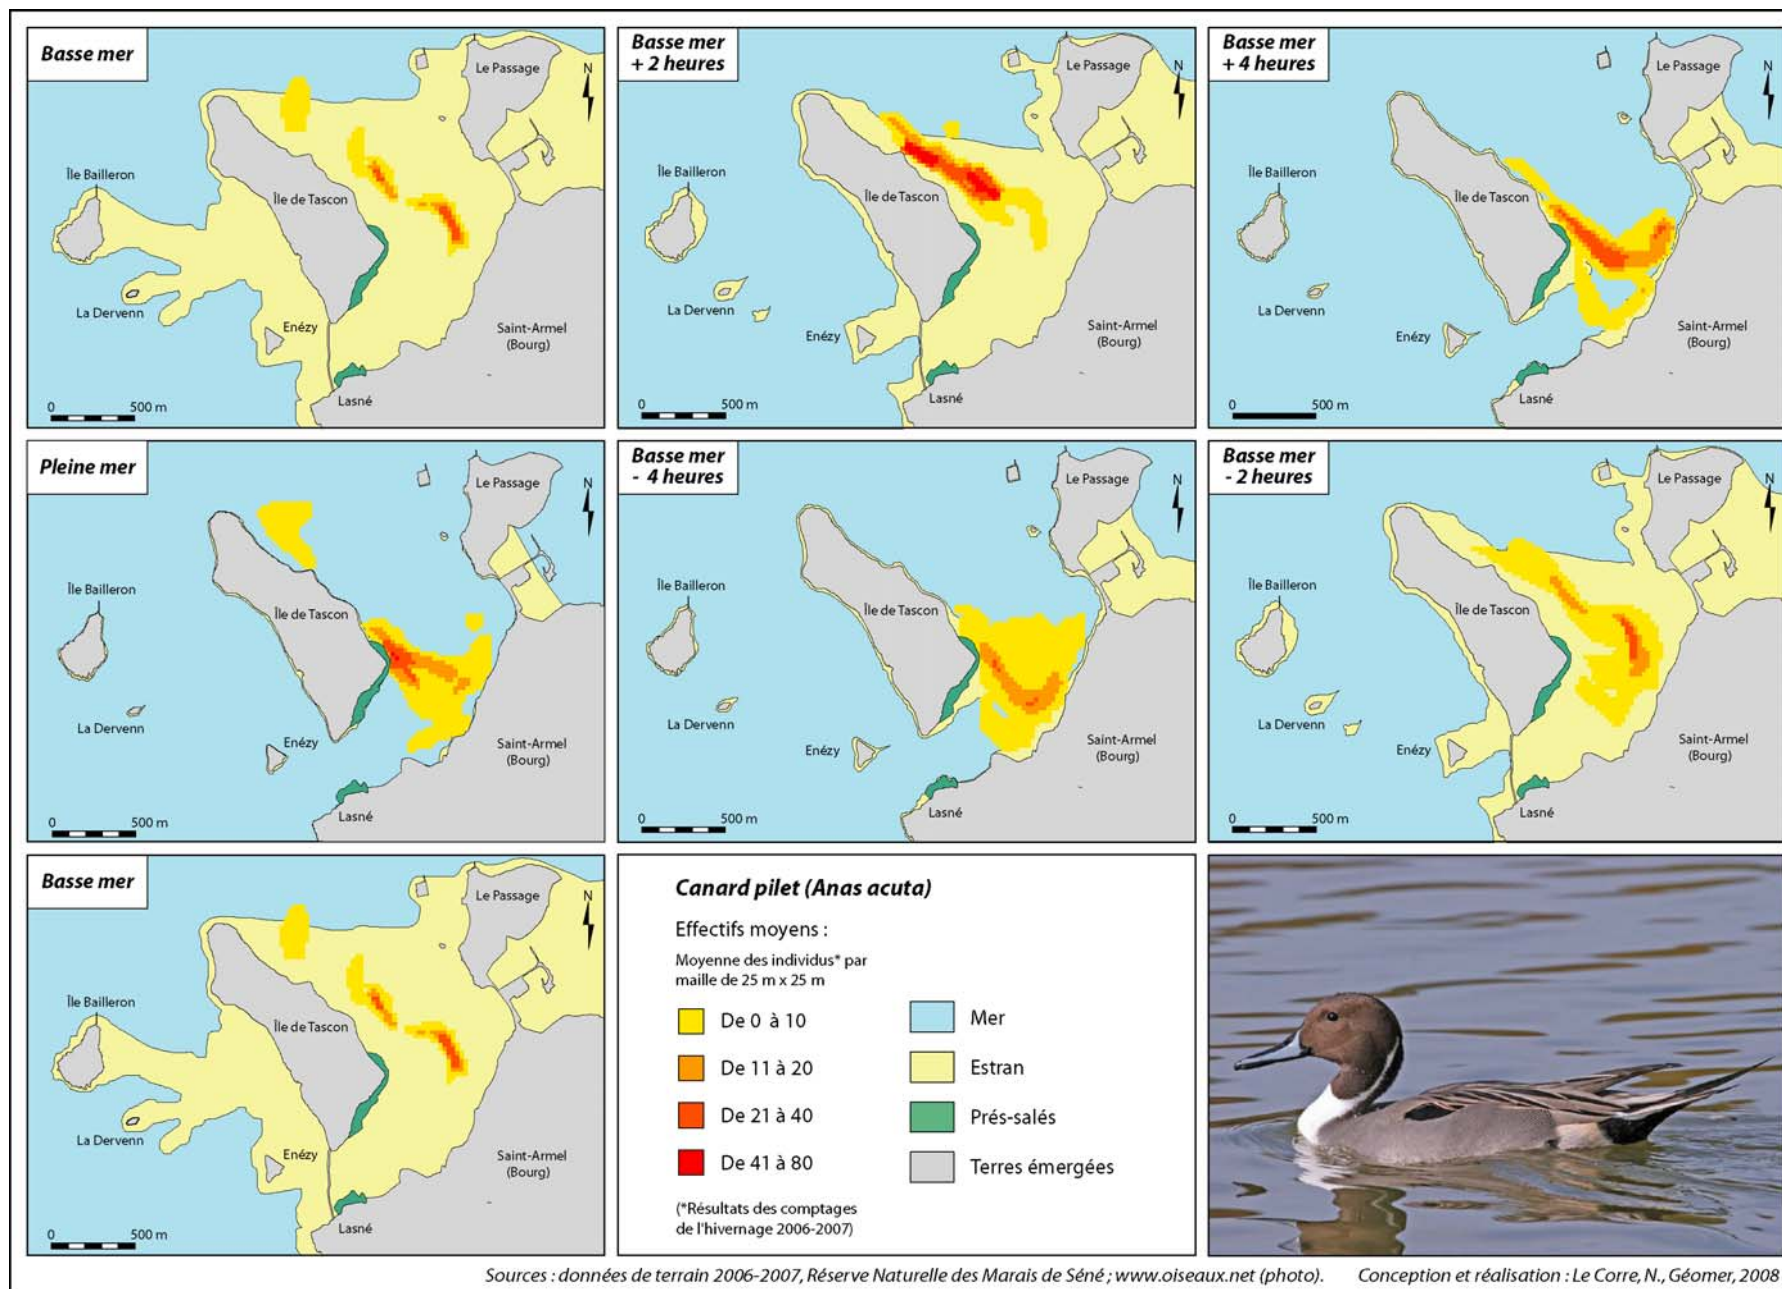 Basse mer
Le Passage
N
Île Bailleron
Île de Tascon
La Dervenn
Enézy
Saint-Armel
(Bourg)
Lasné
0 500 m
Basse mer
+ 2 heures
Le Passage
N
Île Bailleron
Île de Tascon
La Dervenn
Enézy
Saint-Armel
(Bourg)
Lasné
0 500 m
Basse mer
+ 4 heures
Le Passage
N
Île Bailleron
Île de Tascon
La Dervenn
Enézy
Saint-Armel
(Bourg)
Lasné
0 500 m
Pleine mer
Le Passage
N
Île Bailleron
Île de Tascon
La Dervenn
Enézy
Saint-Armel
(Bourg)
Lasné
0 500 m
Basse mer
- 4 heures
Le Passage
N
Île Bailleron
Île de Tascon
La Dervenn
Enézy
Saint-Armel
(Bourg)
Lasné
0 500 m
Basse mer
- 2 heures
Le Passage
N
Île Bailleron
Île de Tascon
La Dervenn
Enézy
Saint-Armel
(Bourg)
Lasné
0 500 m
Basse mer
Le Passage
N
Île Bailleron
Île de Tascon
La Dervenn
Enézy
Saint-Armel
(Bourg)
Lasné
0 500 m
Canard pilet (Anas acuta)
Effectifs moyens :
Moyenne des individus* par
maille de 25 m x 25 m
De 0 à 10
De 11 à 20
De 21 à 40
De 41 à 80
(*Résultats des comptages
de l'hivernage 2006-2007)
Mer
Estran
Prés-salés
Terres émergées
Sources : données de terrain 2006-2007, Réserve Naturelle des Marais de Séné ; www.oiseaux.net (photo). Conception et réalisation : Le Corre, N., Géomer, 2008